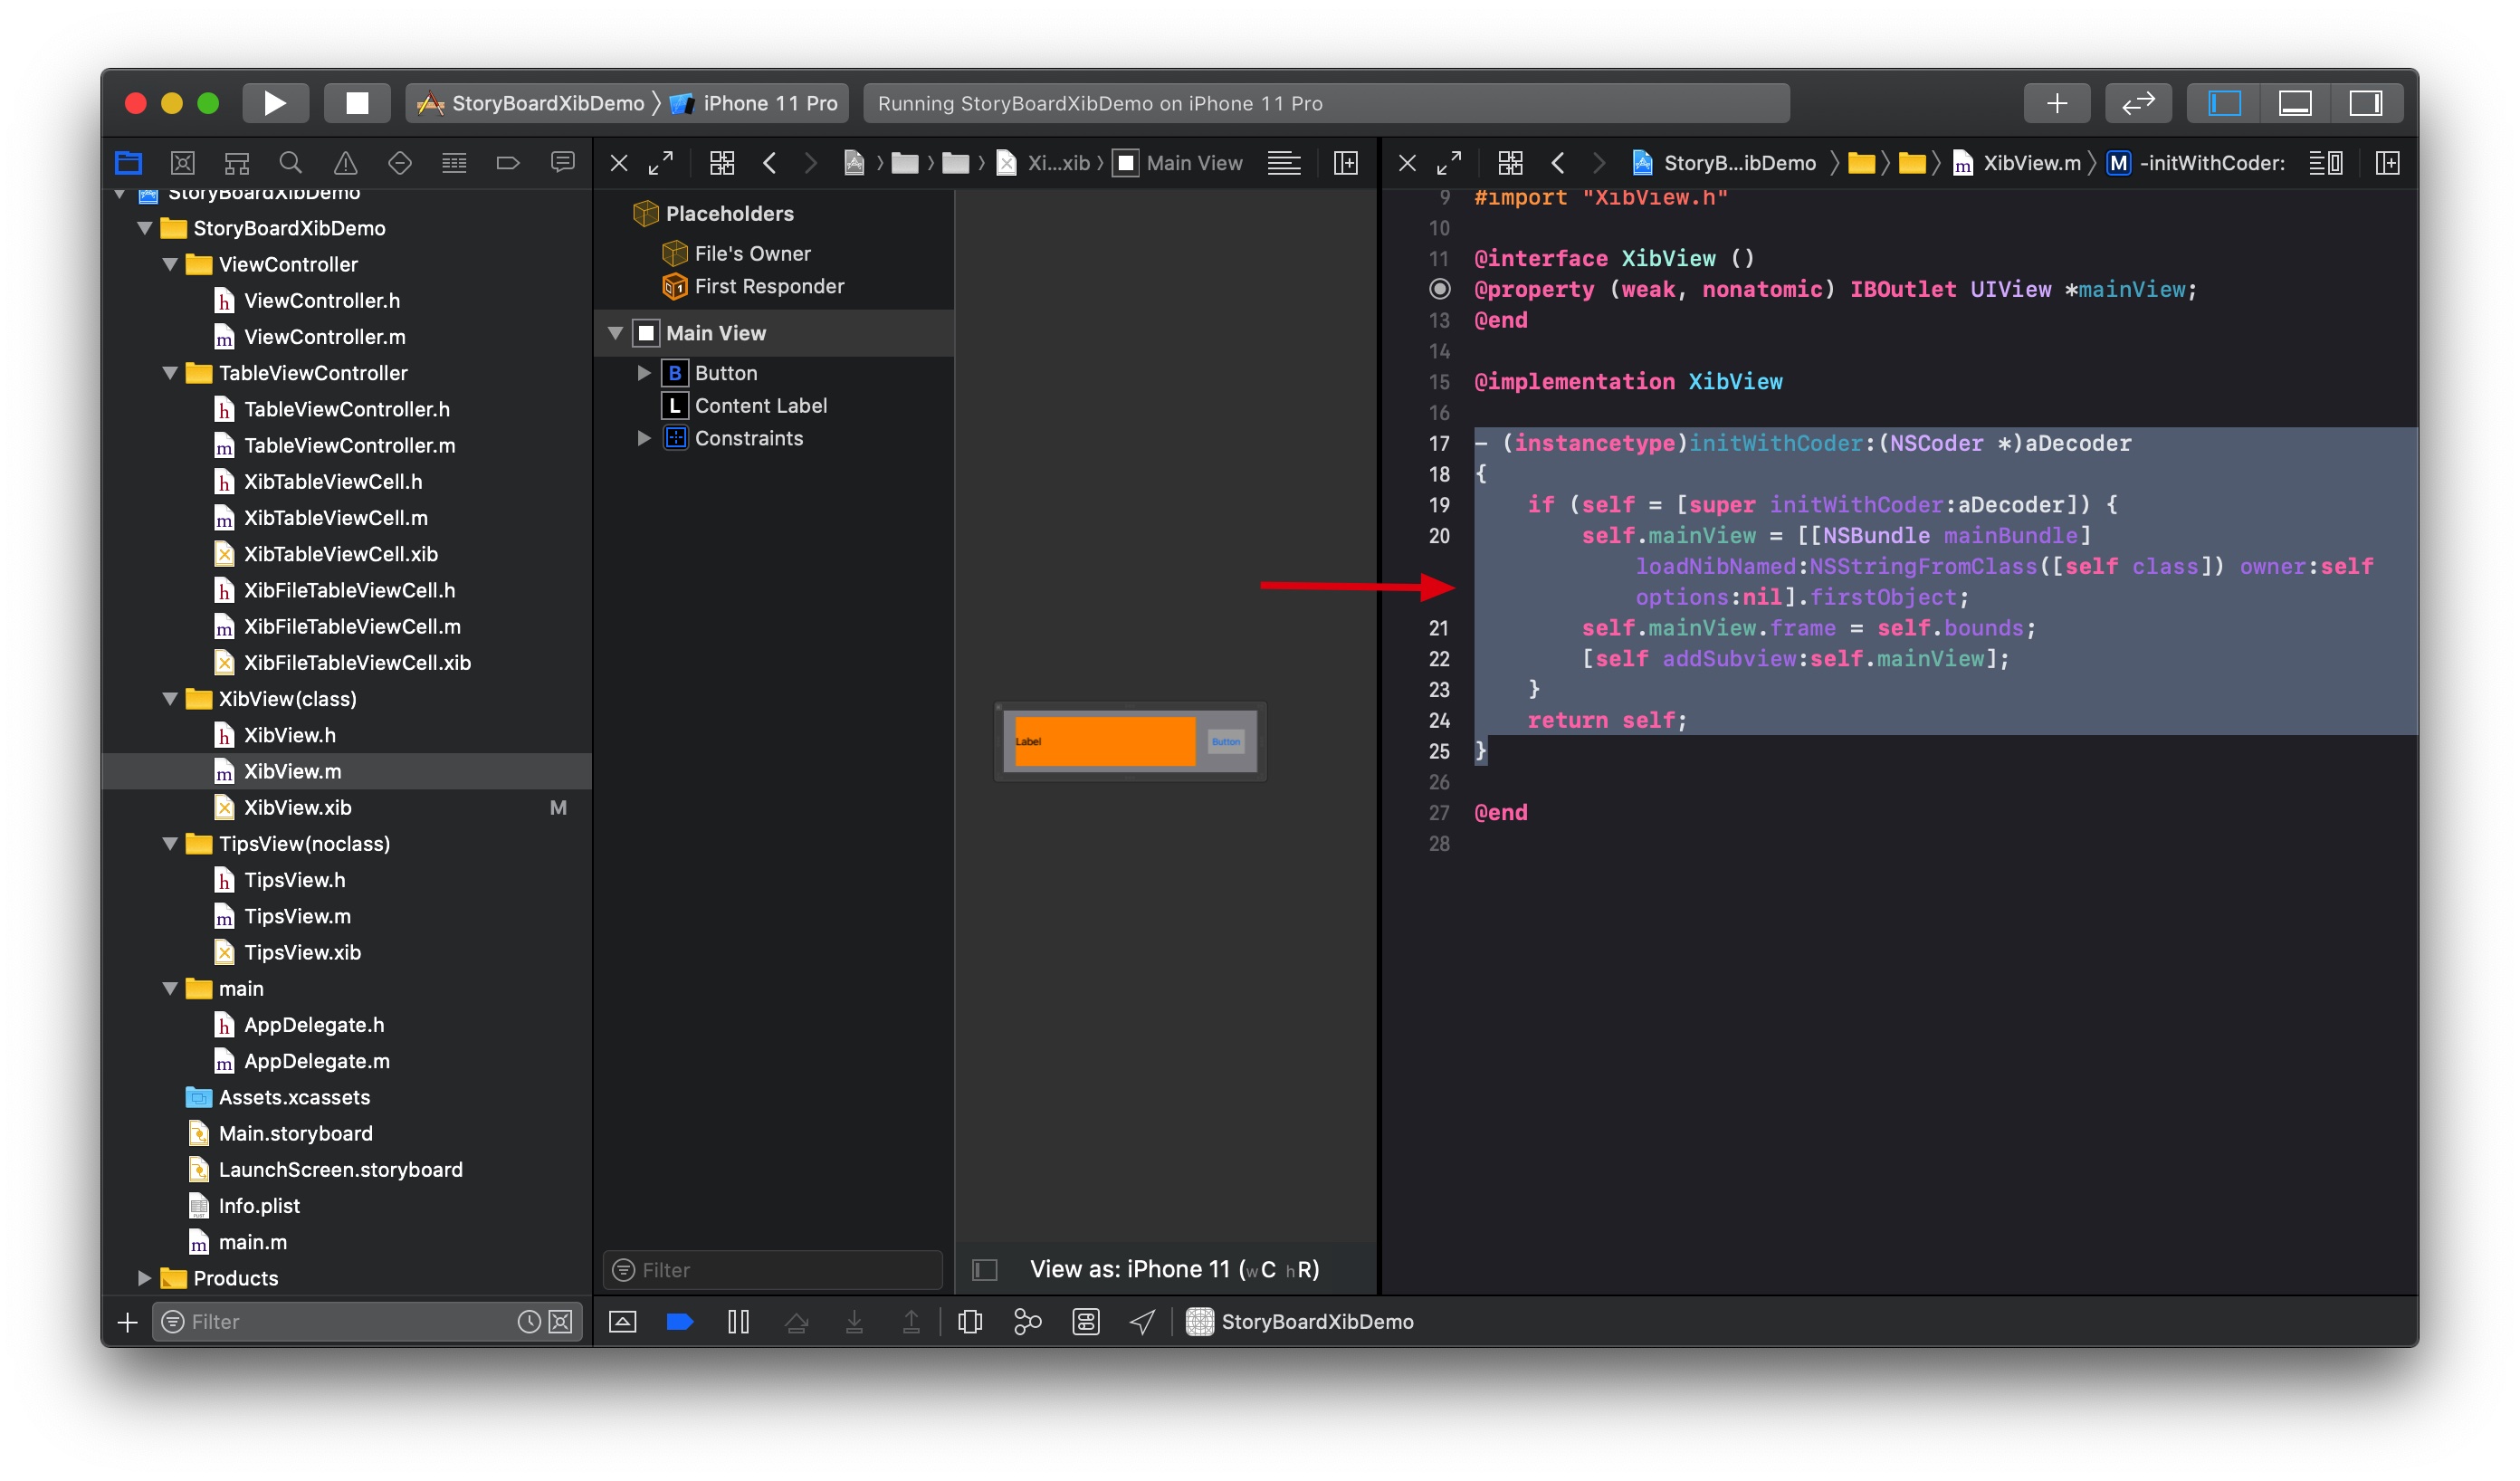 StoryBoardXibDemo
iPhone 11 Pro
Running StoryBoardXibDemo on iPhone 11 Pro
StoryBoardXibDemo
StoryBoardXibDemo
ViewController
h ViewController.h
m ViewController.m
TableViewController
h TableViewController.h
m TableViewController.m
h XibTableViewCell.h
m XibTableViewCell.m
XibTableViewCell.xib
h XibFileTableViewCell.h
m XibFileTableViewCell.m
XibFileTableViewCell.xib
XibView(class)
h XibView.h
m XibView.m
XibView.xib M
TipsView(noclass)
h TipsView.h
m TipsView.m
TipsView.xib
main
h AppDelegate.h
m AppDelegate.m
Assets.xcassets
Main.storyboard
LaunchScreen.storyboard
Info.plist
m main.m
Products
Filter
Xi...xib
Main View
Placeholders
File's Owner
First Responder
Main View
B Button
L Content Label
Constraints
Filter
Label
Button
View as: iPhone 11 (wC hR)
StoryBoardXibDemo
StoryB...ibDemo
m XibView.m
M -initWithCoder:
9 #import "XibView.h"
10
11 @interface XibView ()
@property (weak, nonatomic) IBOutlet UIView *mainView;
13 @end
14
15 @implementation XibView
16
17 - (instancetype)initWithCoder:(NSCoder *)aDecoder
18 {
19 if (self = [super initWithCoder:aDecoder]) {
20 self.mainView = [[NSBundle mainBundle]
loadNibNamed:NSStringFromClass([self class]) owner:self
options:nil].firstObject;
21 self.mainView.frame = self.bounds;
22 [self addSubview:self.mainView];
23 }
24 return self;
25 }
26
27 @end
28